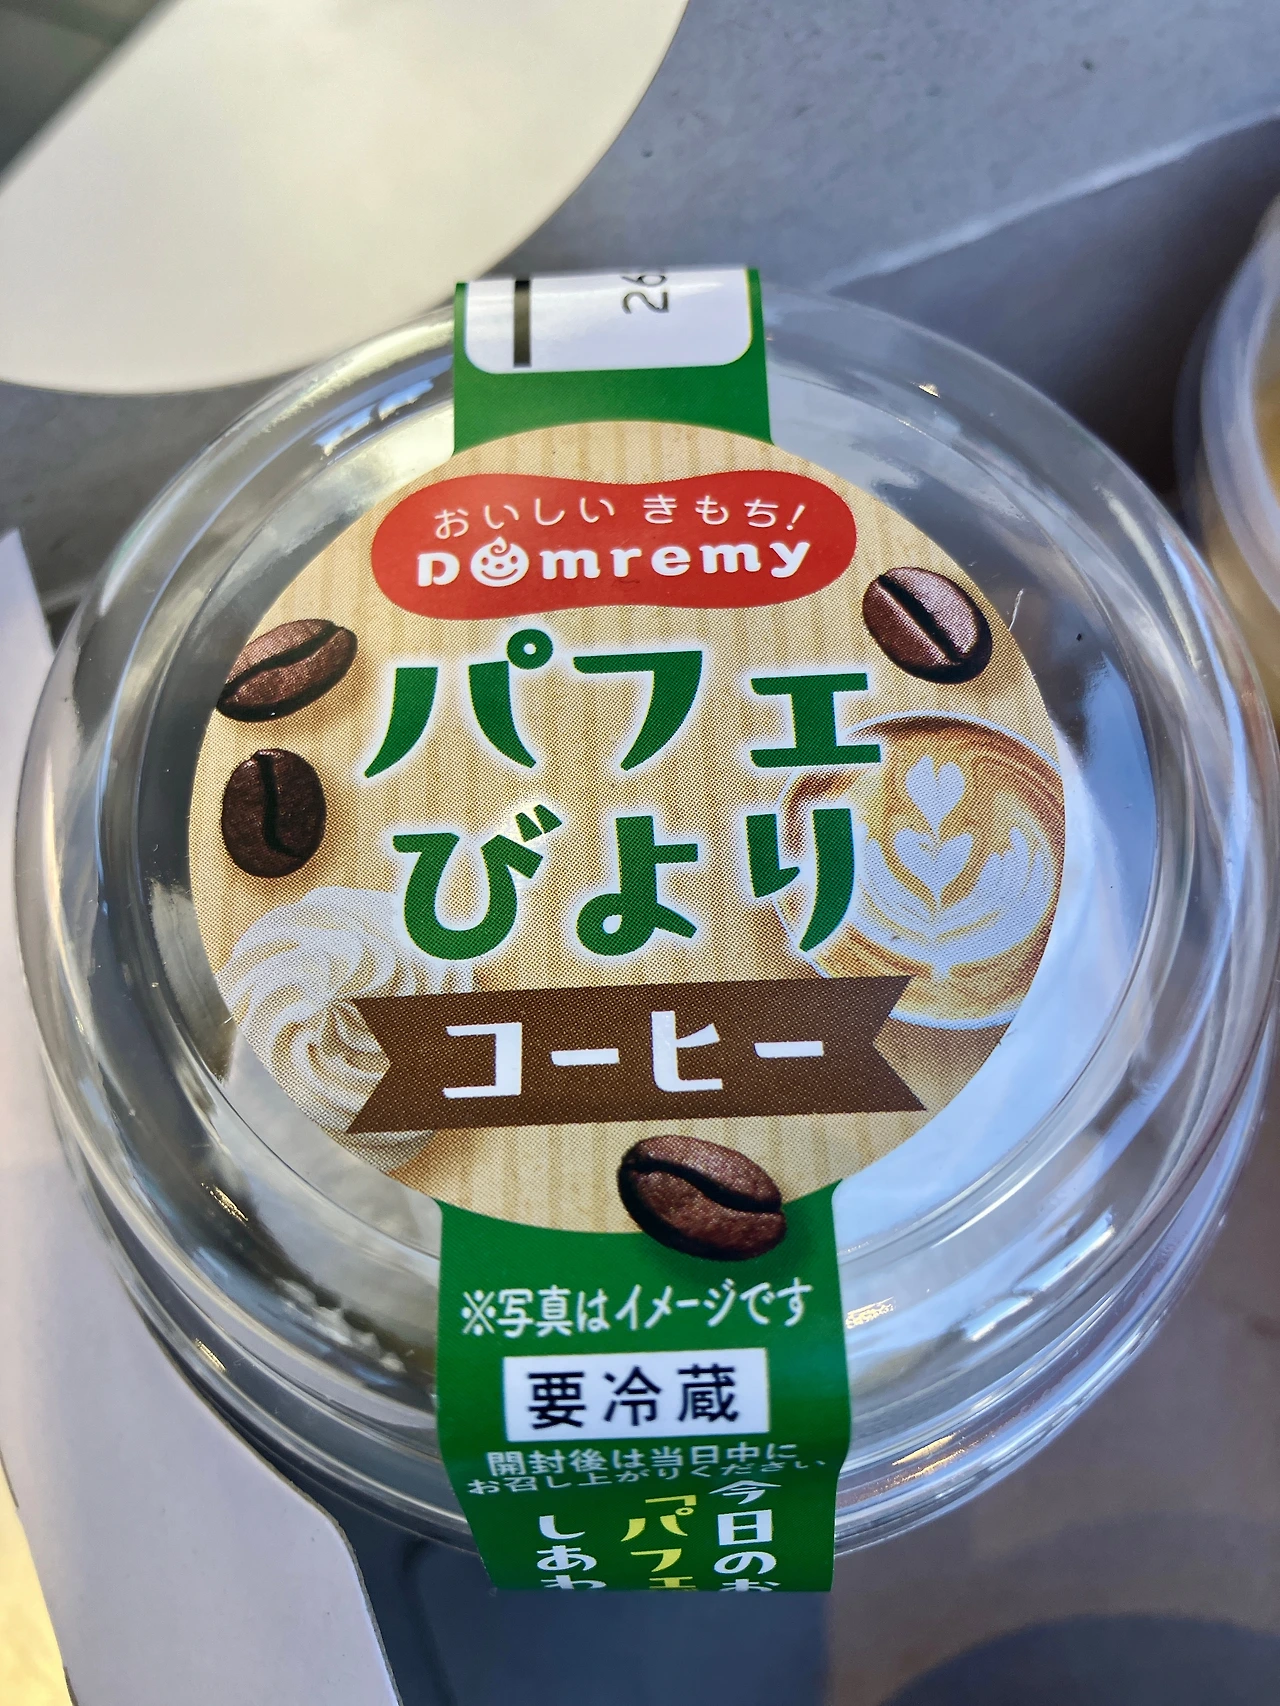 26
おいしい きもち!
Domremy
パフェ
びより
コーヒー
※写真はイメージです
要冷蔵
開封後は当日中に
お召し上がりください
今日のお
「パフェ
しあわ